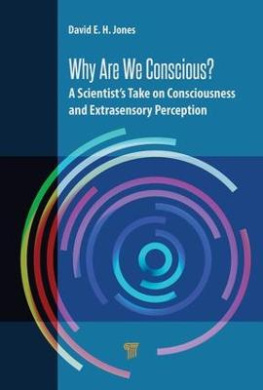 David E. H. Jones
Why Are We Conscious?
A Scientist's Take on Consciousness
and Extrasensory Perception